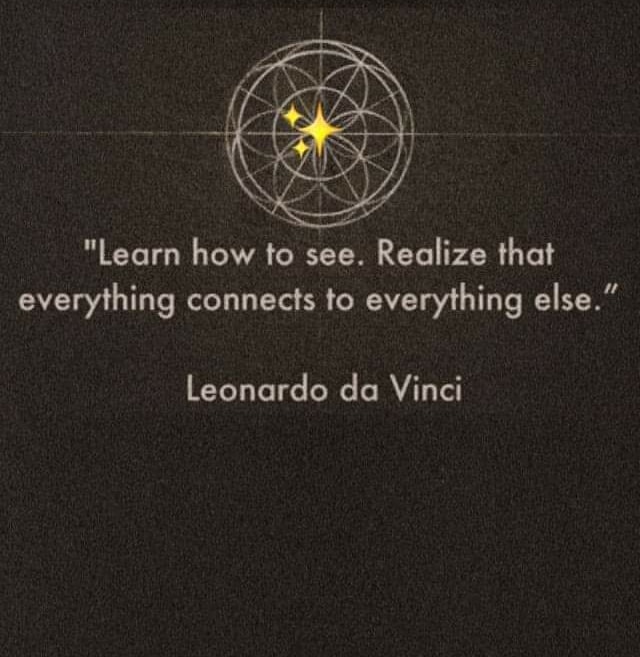 "Learn how to see. Realize that
everything connects to everything else.”
Leonardo da Vinci